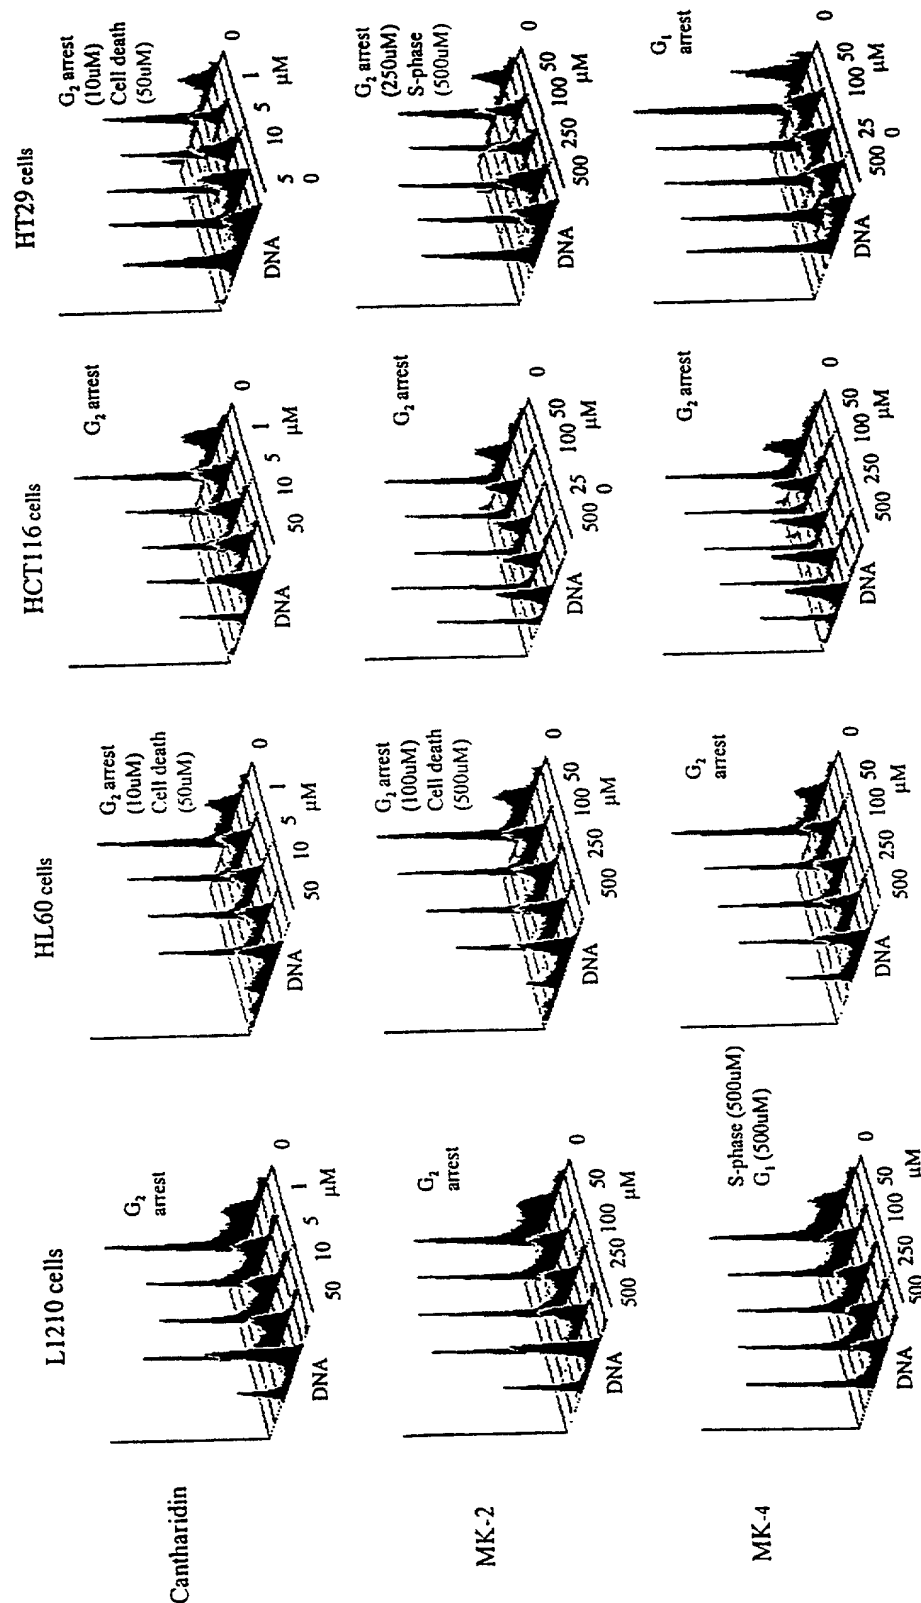 L1210 cells
HL60 cells
HCT116 cells
HT29 cells
Cantharidin
G₂
arrest
0
1
5
10
50
µM
DNA
G₂ arrest
(10uM)
Cell death
(50uM)
0
1
5
10
50
µM
DNA
G₂ arrest
0
1
5
10
50
µM
DNA
G₂ arrest
(10uM)
Cell death
(50uM)
0
1
5
10
5
0
µM
DNA
MK-2
G₂
arrest
0
50
100
250
500
µM
DNA
G₂ arrest
(100uM)
Cell death
(500uM)
0
50
100
250
500
µM
DNA
G₂ arrest
0
50
100
25
0
500
µM
DNA
G₂ arrest
(250uM)
S-phase
(500uM)
0
50
100
250
500
µM
DNA
MK-4
S-phase (500uM)
G₁ (500uM)
0
50
100
250
500
µM
DNA
G₂
arrest
0
50
100
250
500
µM
DNA
G₂ arrest
0
50
100
250
500
µM
DNA
G₁
arrest
0
50
100
25
0
500
µM
DNA